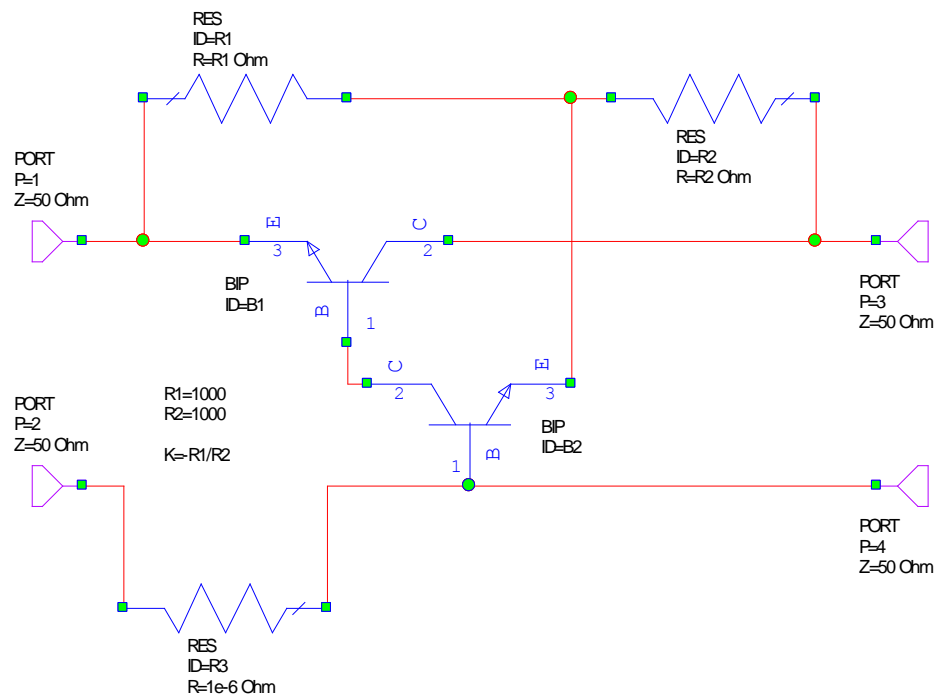 RES
ID=R1
R=R1 Ohm
RES
ID=R2
R=R2 Ohm
PORT
P=1
Z=50 Ohm
E
3
C
2
B
1
BIP
ID=B1
PORT
P=3
Z=50 Ohm
C
2
E
3
1
B
BIP
ID=B2
R1=1000
R2=1000
K=-R1/R2
PORT
P=2
Z=50 Ohm
PORT
P=4
Z=50 Ohm
RES
ID=R3
R=1e-6 Ohm